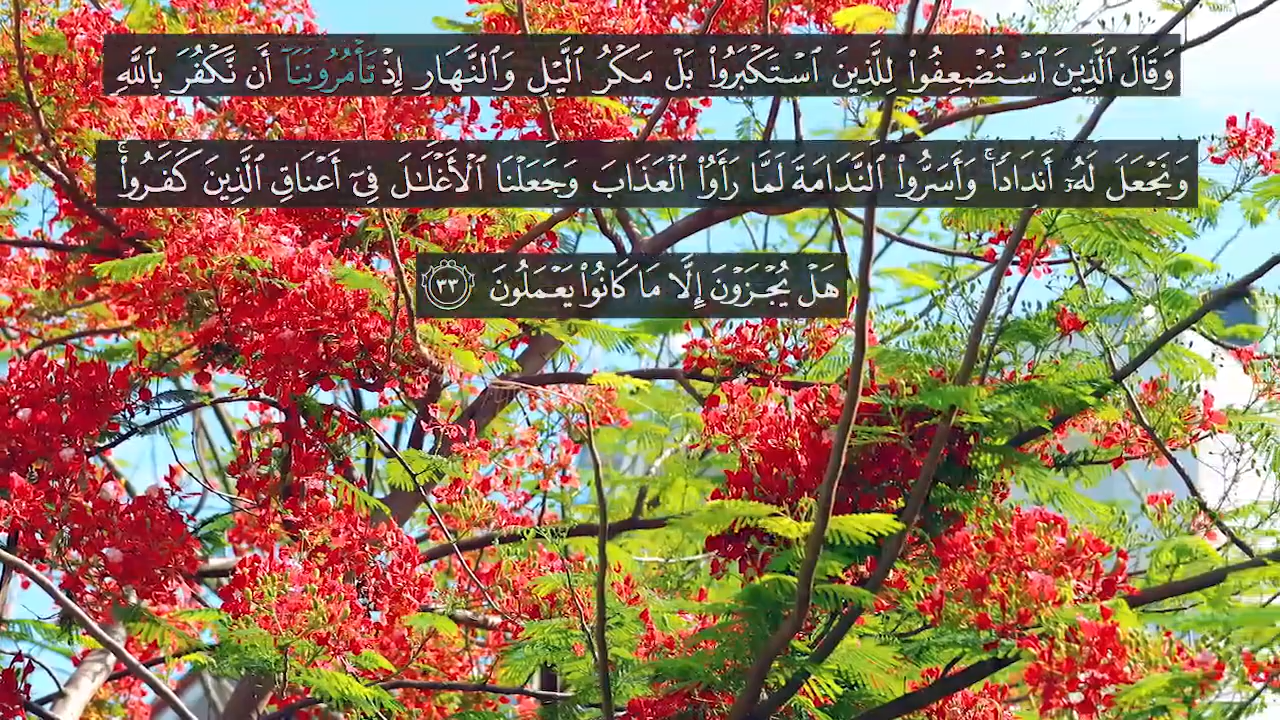 وَقَالَ ٱلَّذِينَ ٱسۡتُضۡعِفُواْ لِلَّذِينَ ٱسۡتَكۡبَرُواْ بَلۡ مَكۡرُ ٱلَّيۡلِ وَٱلنَّهَارِ إِذۡ تَأۡمُرُونَنَآ أَن نَّكۡفُرَ بِٱللَّهِ
وَنَجۡعَلَ لَهُۥٓ أَندَادٗاۚ وَأَسَرُّواْ ٱلنَّدَامَةَ لَمَّا رَأَوُاْ ٱلۡعَذَابَ وَجَعَلۡنَا ٱلۡأَغۡلَٰلَ فِيٓ أَعۡنَاقِ ٱلَّذِينَ كَفَرُواْۚ
هَلۡ يُجۡزَوۡنَ إِلَّا مَا كَانُواْ يَعۡمَلُونَ ٣٣